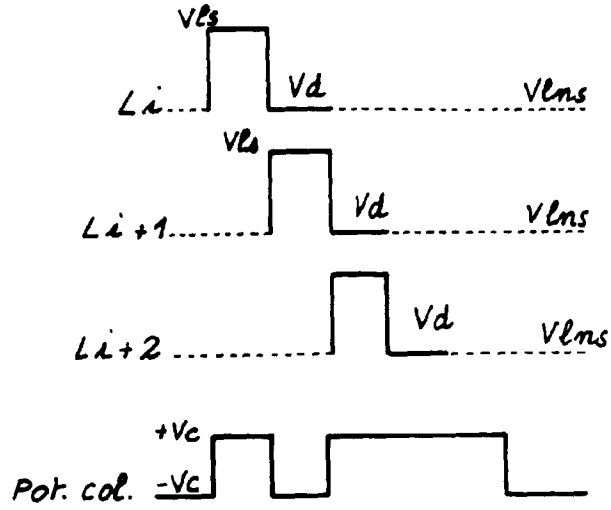 Vls
Li Vd Vlns
Vls
Li+1 Vd Vlns
Li+2 Vd Vlns
+Vc
Pot. col. -Vc